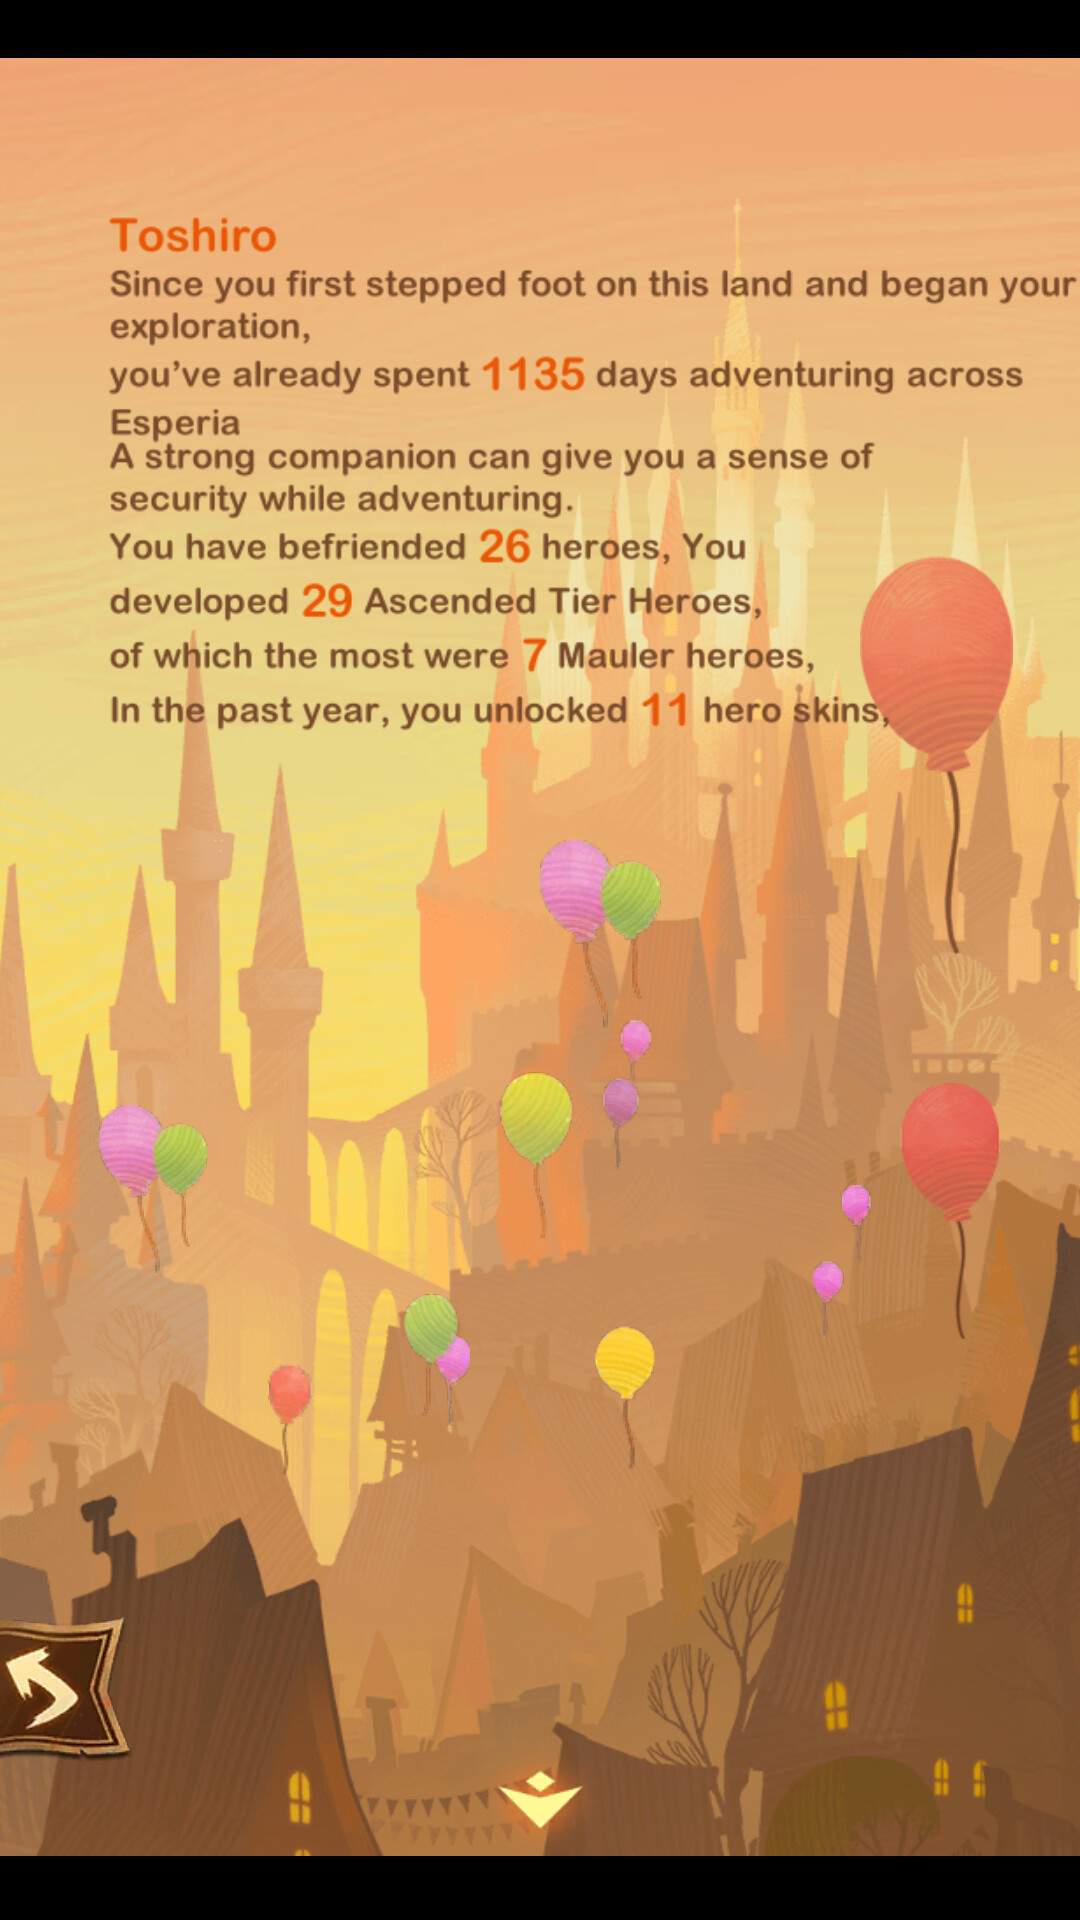 Toshiro
Since you first stepped foot on this land and began your
exploration,
you’ve already spent 1135 days adventuring across
Esperia
A strong companion can give you a sense of
security while adventuring.
You have befriended 26 heroes, You
developed 29 Ascended Tier Heroes,
of which the most were 7 Mauler heroes,
In the past year, you unlocked 11 hero skins,